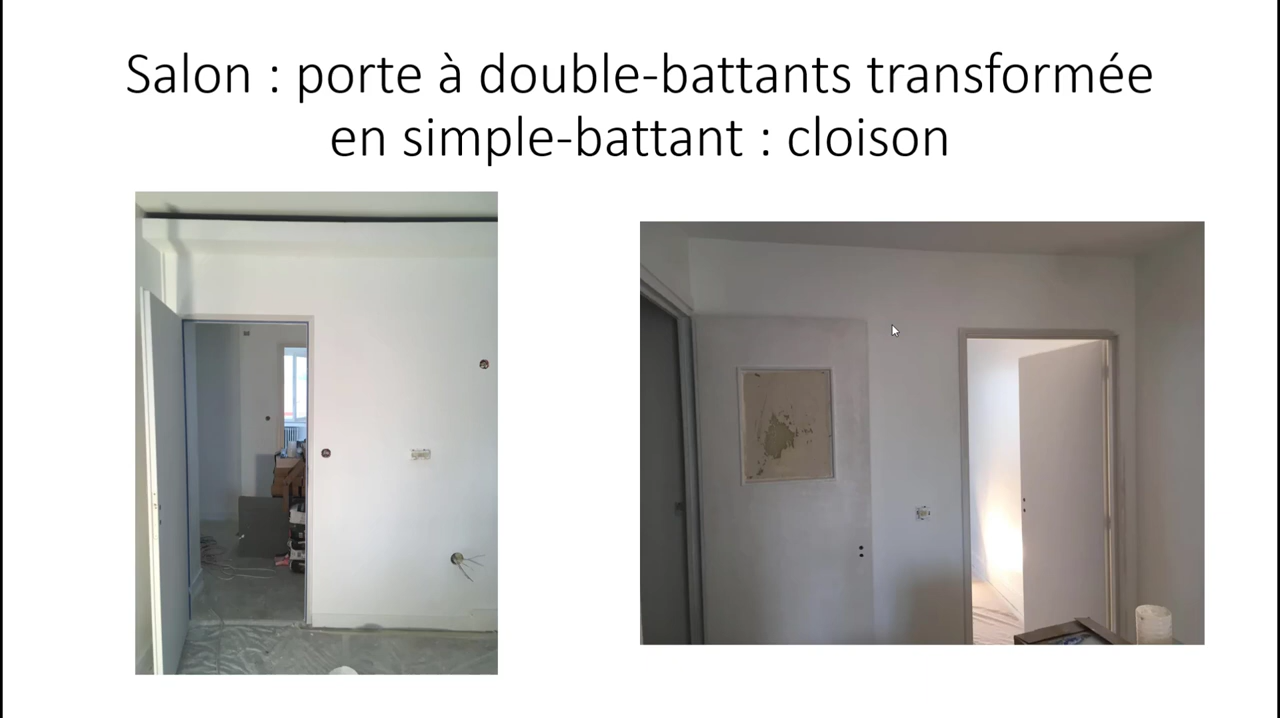 Salon : porte à double-battants transformée
en simple-battant : cloison